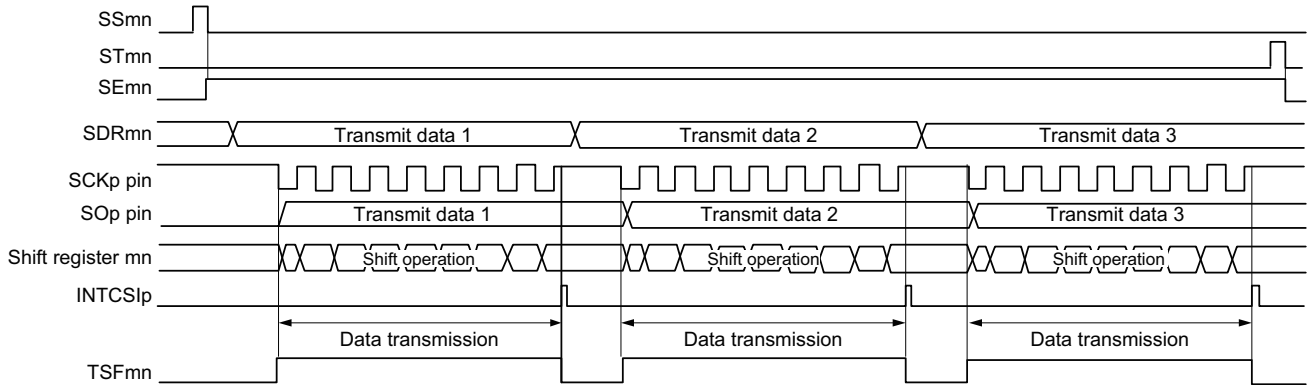 SSmn
STmn
SEmn
SDRmn Transmit data 1 Transmit data 2 Transmit data 3
SCKp pin
SOp pin Transmit data 1 Transmit data 2 Transmit data 3
Shift register mn Shift operation Shift operation Shift operation
INTCSIp
Data transmission Data transmission Data transmission
TSFmn